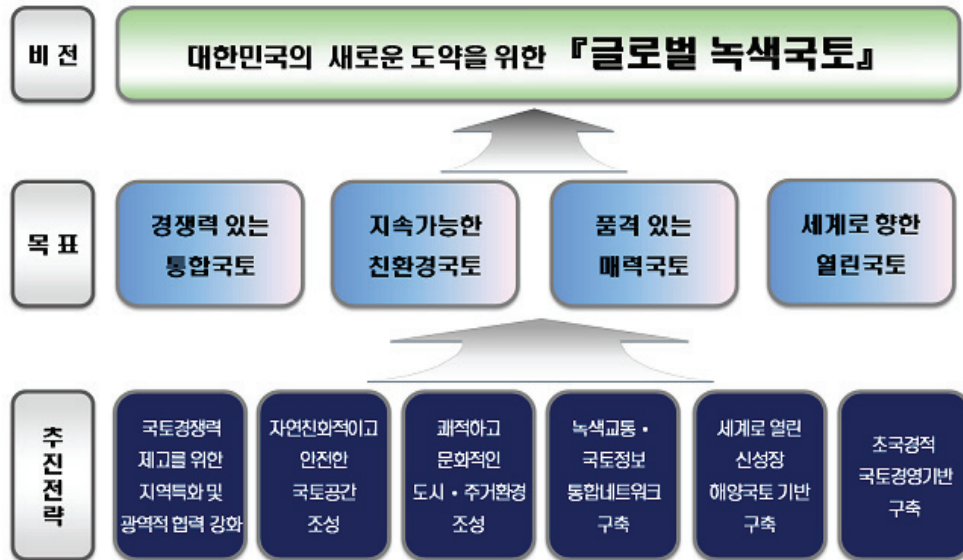 비 전
대한민국의 새로운 도약을 위한 『글로벌 녹색국토』
목 표
경쟁력 있는
통합국토
지속가능한
친환경국토
품격 있는
매력국토
세계로 향한
열린국토
추진전략
국토경쟁력
제고를 위한
지역특화 및
광역적 협력 강화
자연친화적이고
안전한
국토공간
조성
쾌적하고
문화적인
도시 • 주거환경
조성
녹색교통 •
국토정보
통합네트워크
구축
세계로 열린
신성장
해양국토 기반
구축
초국경적
국토경영기반
구축